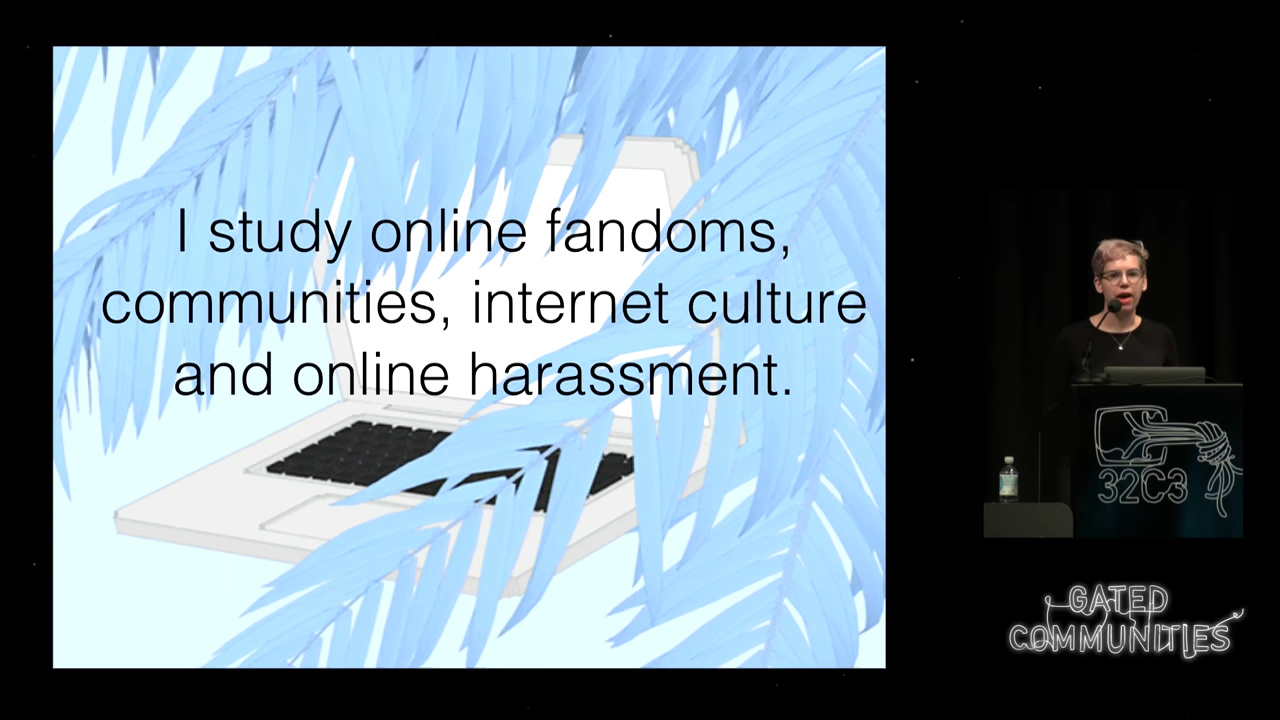 I study online fandoms,
communities, internet culture
and online harassment.
32C3
GATED
COMMUNITIES